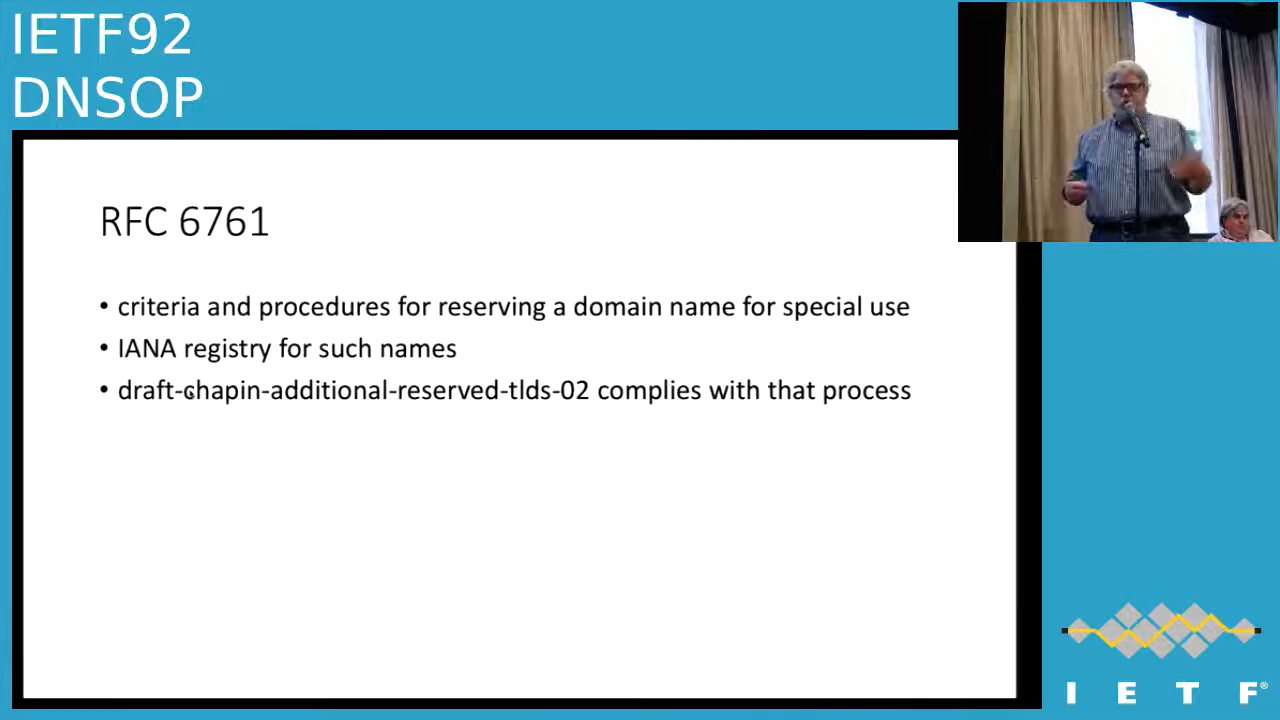 IETF92
DNSOP
RFC 6761
• criteria and procedures for reserving a domain name for special use
• IANA registry for such names
• draft-chapin-additional-reserved-tlds-02 complies with that process
I E T F®